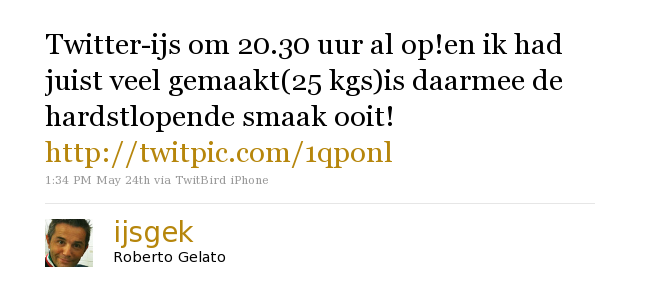 Twitter-ijs om 20.30 uur al op!en ik had
juist veel gemaakt(25 kgs)is daarmee de
hardstlopende smaak ooit!
http://twitpic.com/1qponl
1:34 PM May 24th via TwitBird iPhone
ijsgek
Roberto Gelato